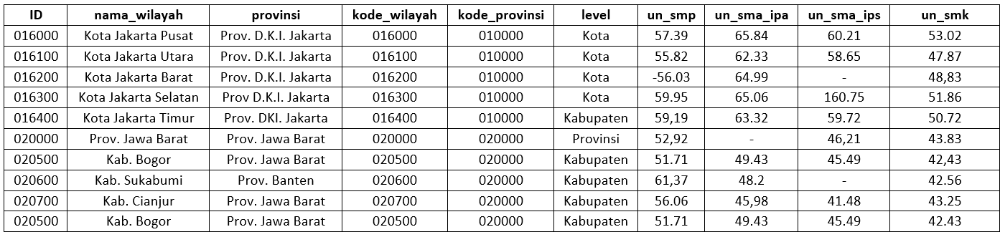 ID nama_wilayah provinsi kode_wilayah kode_provinsi level un_smp un_sma_ipa un_sma_ips un_smk
016000 Kota Jakarta Pusat Prov. D.K.I. Jakarta 016000 010000 Kota 57.39 65.84 60.21 53.02
016100 Kota Jakarta Utara Prov. D.K.I. Jakarta 016100 010000 Kota 55.82 62.33 58.65 47.87
016200 Kota Jakarta Barat Prov. D.K.I. Jakarta 016200 010000 Kota -56.03 64.99 - 48,83
016300 Kota Jakarta Selatan Prov D.K.I. Jakarta 016300 010000 Kota 59.95 65.06 160.75 51.86
016400 Kota Jakarta Timur Prov. DKI. Jakarta 016400 010000 Kabupaten 59,19 63.32 59.72 50.72
020000 Prov. Jawa Barat Prov. Jawa Barat 020000 020000 Provinsi 52,92 - 46,21 43.83
020500 Kab. Bogor Prov. Jawa Barat 020500 020000 Kabupaten 51.71 49.43 45.49 42,43
020600 Kab. Sukabumi Prov. Banten 020600 020000 Kabupaten 61,37 48.2 - 42.56
020700 Kab. Cianjur Prov. Jawa Barat 020700 020000 Kabupaten 56.06 45,98 41.48 43.25
020500 Kab. Bogor Prov. Jawa Barat 020500 020000 Kabupaten 51.71 49.43 45.49 42.43